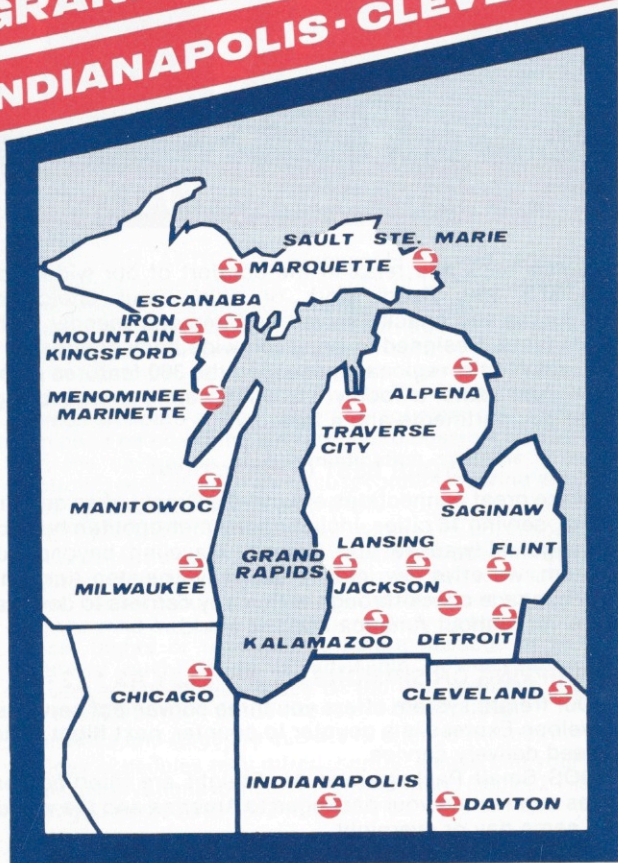 GRAN
INDIANAPOLIS · CLEVE
SAULT STE. MARIE
MARQUETTE
ESCANABA
IRON
MOUNTAIN
KINGSFORD
MENOMINEE
MARINETTE
ALPENA
TRAVERSE
CITY
MANITOWOC
SAGINAW
GRAND
RAPIDS
LANSING
FLINT
MILWAUKEE
JACKSON
KALAMAZOO
DETROIT
CHICAGO
CLEVELAND
INDIANAPOLIS
DAYTON